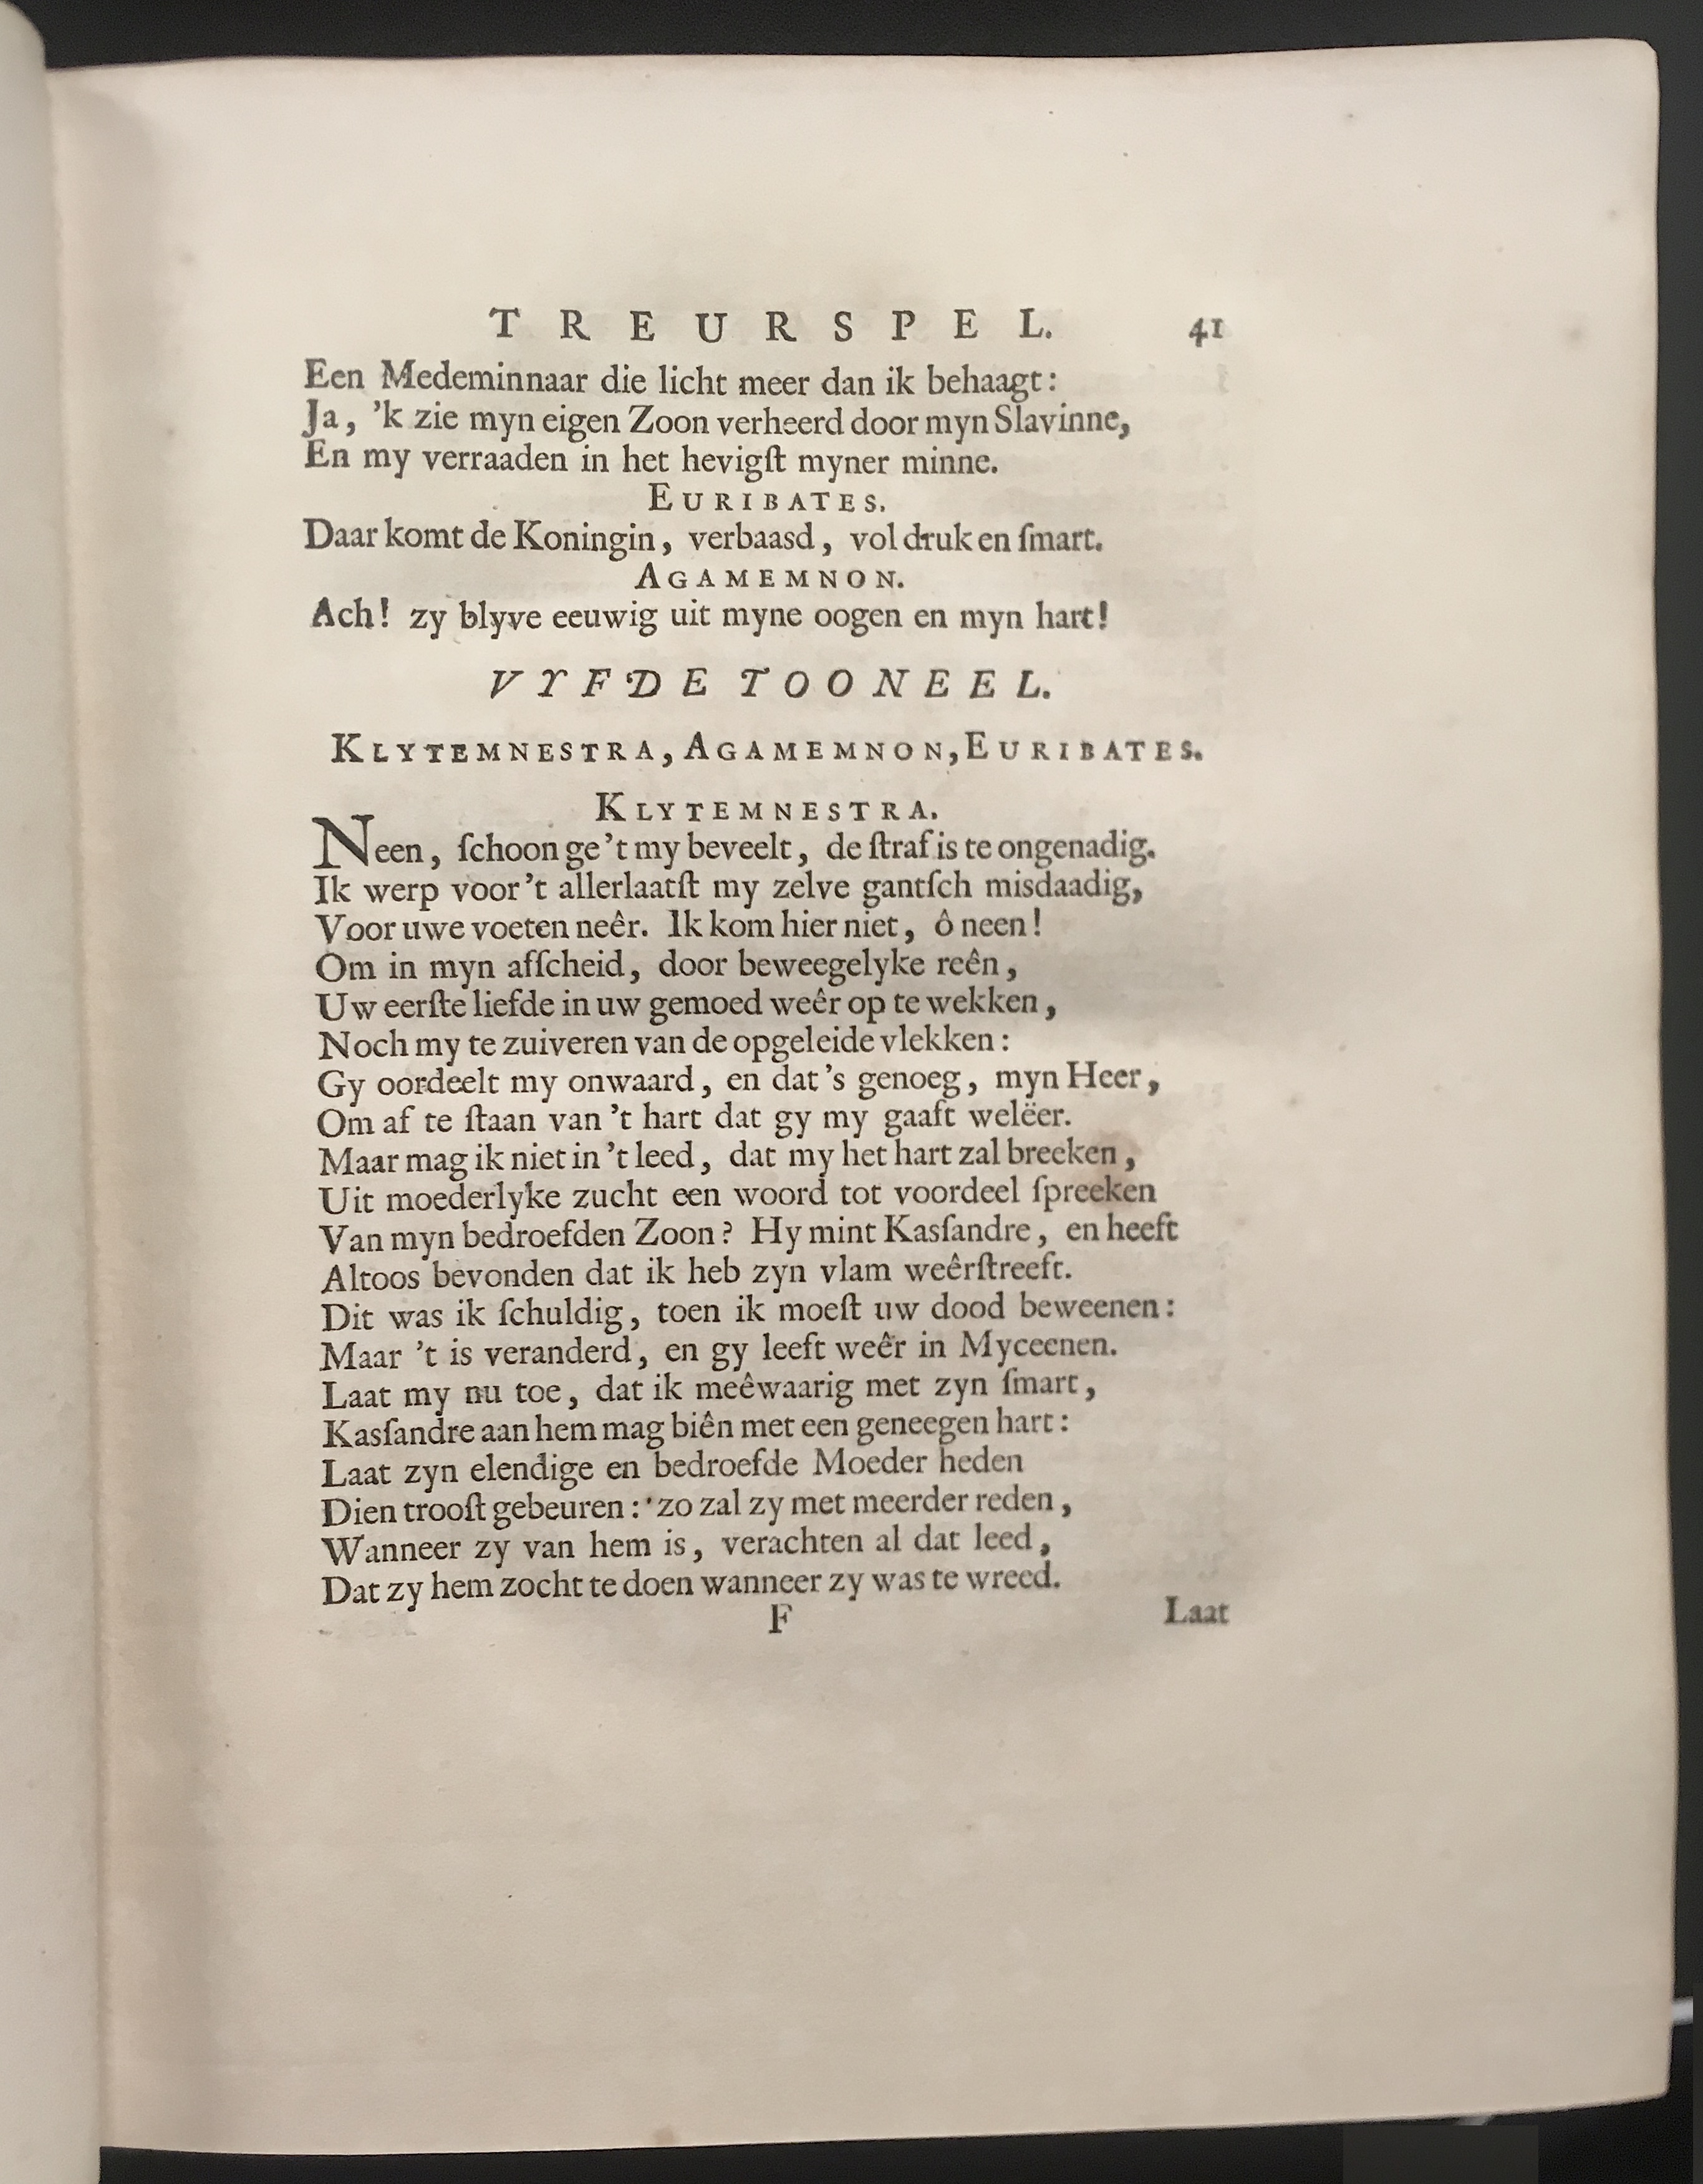 TREURSPEL. 41
Een Medeminnaar die licht meer dan ik behaagt:
Ja, 'k zie myn eigen Zoon verheerd door myn Slavinne,
En my verraaden in het hevigſt myner minne.
EURIBATES.
Daar komt de Koningin, verbaasd, vol druk en ſmart.
AGAMEMNON.
Ach! zy blyve eeuwig uit myne oogen en myn hart!
VYFDE TOONEEL.
KLYTEMNESTRA, AGAMEMNON, EURIBATES.
KLYTEMNESTRA.
Neen, ſchoon ge 't my beveelt, de ſtraf is te ongenadig.
Ik werp voor 't allerlaatſt my zelve gantſch misdaadig,
Voor uwe voeten neêr. Ik kom hier niet, ô neen!
Om in myn afſcheid, door beweegelyke reên,
Uw eerſte liefde in uw gemoed weêr op te wekken,
Noch my te zuiveren van de opgeleide vlekken:
Gy oordeelt my onwaard, en dat's genoeg, myn Heer,
Om af te ſtaan van 't hart dat gy my gaaft welëer.
Maar mag ik niet in 't leed, dat my het hart zal breeken,
Uit moederlyke zucht een woord tot voordeel ſpreeken
Van myn bedroefden Zoon? Hy mint Kasſandre, en heeft
Altoos bevonden dat ik heb zyn vlam weêrſtreeft.
Dit was ik ſchuldig, toen ik moeſt uw dood beweenen:
Maar 't is veranderd, en gy leeft weêr in Myceenen.
Laat my nu toe, dat ik meêwaarig met zyn ſmart,
Kasſandre aan hem mag biên met een geneegen hart:
Laat zyn elendige en bedroefde Moeder heden
Dien trooſt gebeuren: zo zal zy met meerder reden,
Wanneer zy van hem is, verachten al dat leed,
Dat zy hem zocht te doen wanneer zy was te wreed.
F Laat